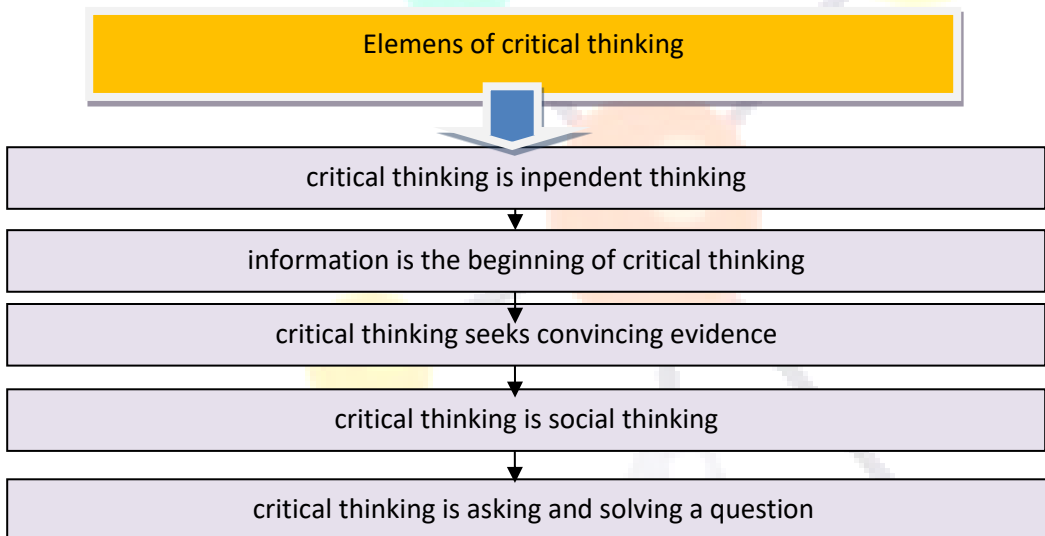 Elemens of critical thinking
critical thinking is inpendent thinking
information is the beginning of critical thinking
critical thinking seeks convincing evidence
critical thinking is social thinking
critical thinking is asking and solving a question